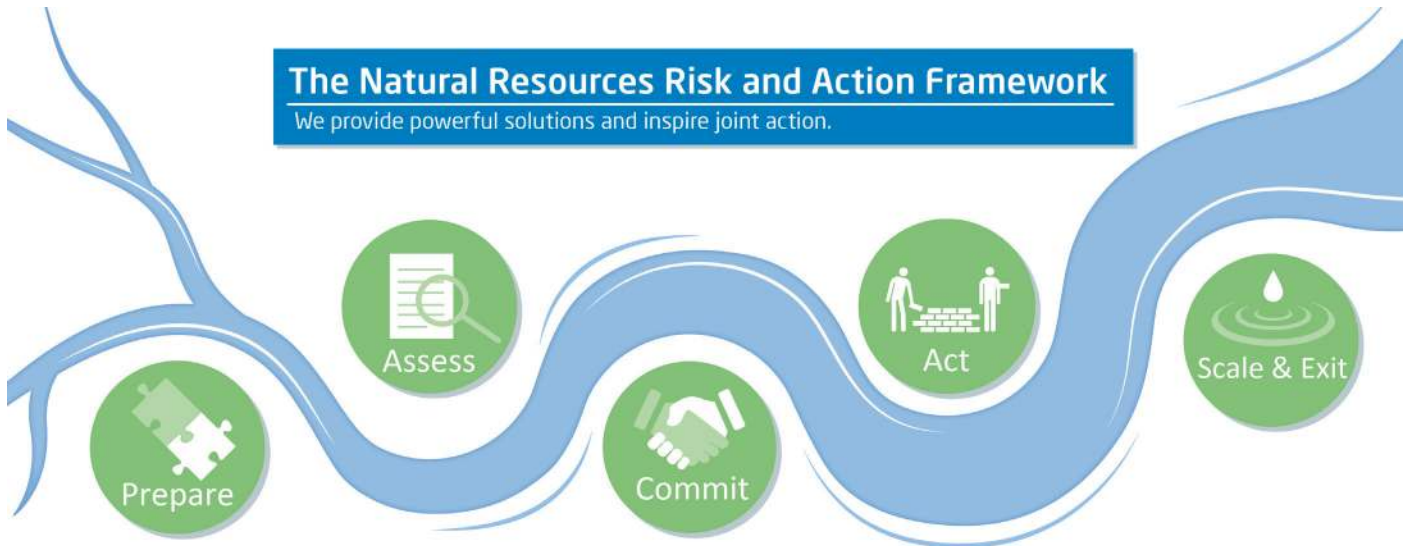 The Natural Resources Risk and Action Framework
We provide powerful solutions and inspire joint action.
Prepare
Assess
Commit
Act
Scale & Exit